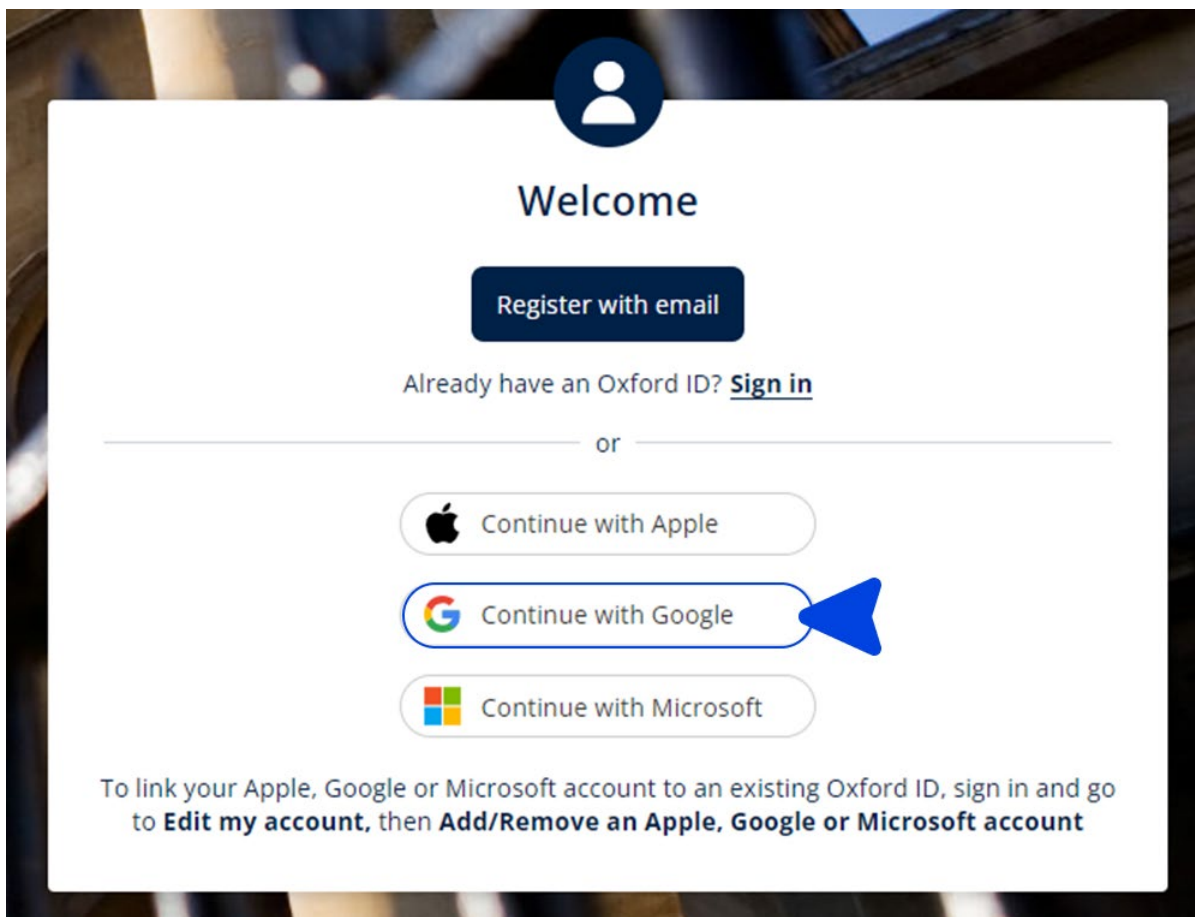 Welcome
Register with email
Already have an Oxford ID? Sign in
or
Continue with Apple
Continue with Google
Continue with Microsoft
To link your Apple, Google or Microsoft account to an existing Oxford ID, sign in and go
to Edit my account, then Add/Remove an Apple, Google or Microsoft account